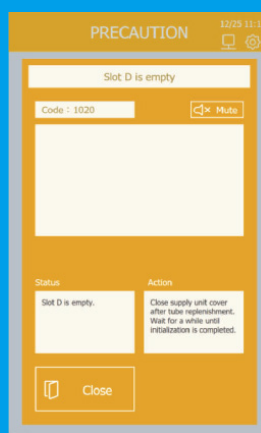 PRECAUTION
12/25 11:1
Slot D is empty
Code : 1020
Mute
Status
Action
Slot D is empty.
Close supply unit cover
after tube replenishment.
Wait for a while until
initialization is completed.
Close